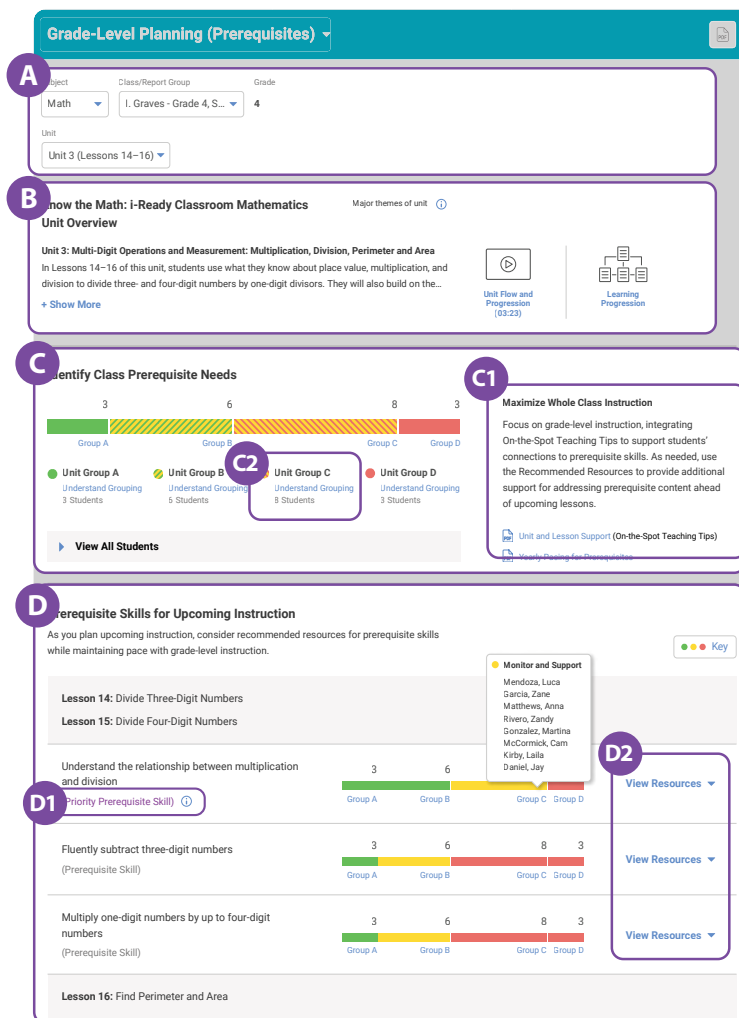 Grade-Level Planning (Prerequisites)
PDF
A
Class/Report Group
Grade
Math
I. Graves - Grade 4, S...
4
Unit
Unit 3 (Lessons 14–16)
B
Know the Math: i-Ready Classroom Mathematics
Unit Overview
Major themes of unit
Unit 3: Multi-Digit Operations and Measurement: Multiplication, Division, Perimeter and Area
In Lessons 14–16 of this unit, students use what they know about place value, multiplication, and
division to divide three- and four-digit numbers by one-digit divisors. They will also build on the...
+ Show More
Unit Flow and
Progression
(03:23)
Learning
Progression
C
Identify Class Prerequisite Needs
3 6 8 3
Group A Group B Group C Group D
C2
Unit Group A
Understand Grouping
3 Students
Unit Group B
Understand Grouping
6 Students
Unit Group C
Understand Grouping
8 Students
Unit Group D
Understand Grouping
3 Students
View All Students
C1
Maximize Whole Class Instruction
Focus on grade-level instruction, integrating
On-the-Spot Teaching Tips to support students'
connections to prerequisite skills. As needed, use
the Recommended Resources to provide additional
support for addressing prerequisite content ahead
of upcoming lessons.
PDF Unit and Lesson Support (On-the-Spot Teaching Tips)
PDF Yearly Pacing for Prerequisites
D
Prerequisite Skills for Upcoming Instruction
As you plan upcoming instruction, consider recommended resources for prerequisite skills
while maintaining pace with grade-level instruction.
Key
Monitor and Support
Mendoza, Luca
Garcia, Zane
Matthews, Anna
Rivero, Zandy
Gonzalez, Martina
McCormick, Cam
Kirby, Laila
Daniel, Jay
Lesson 14: Divide Three-Digit Numbers
Lesson 15: Divide Four-Digit Numbers
D2
Understand the relationship between multiplication
and division
D1
(Priority Prerequisite Skill)
3 6
Group A Group B Group C Group D
View Resources
Fluently subtract three-digit numbers
(Prerequisite Skill)
3 6 8 3
Group A Group B Group C Group D
View Resources
Multiply one-digit numbers by up to four-digit
numbers
(Prerequisite Skill)
3 6 8 3
Group A Group B Group C Group D
View Resources
Lesson 16: Find Perimeter and Area